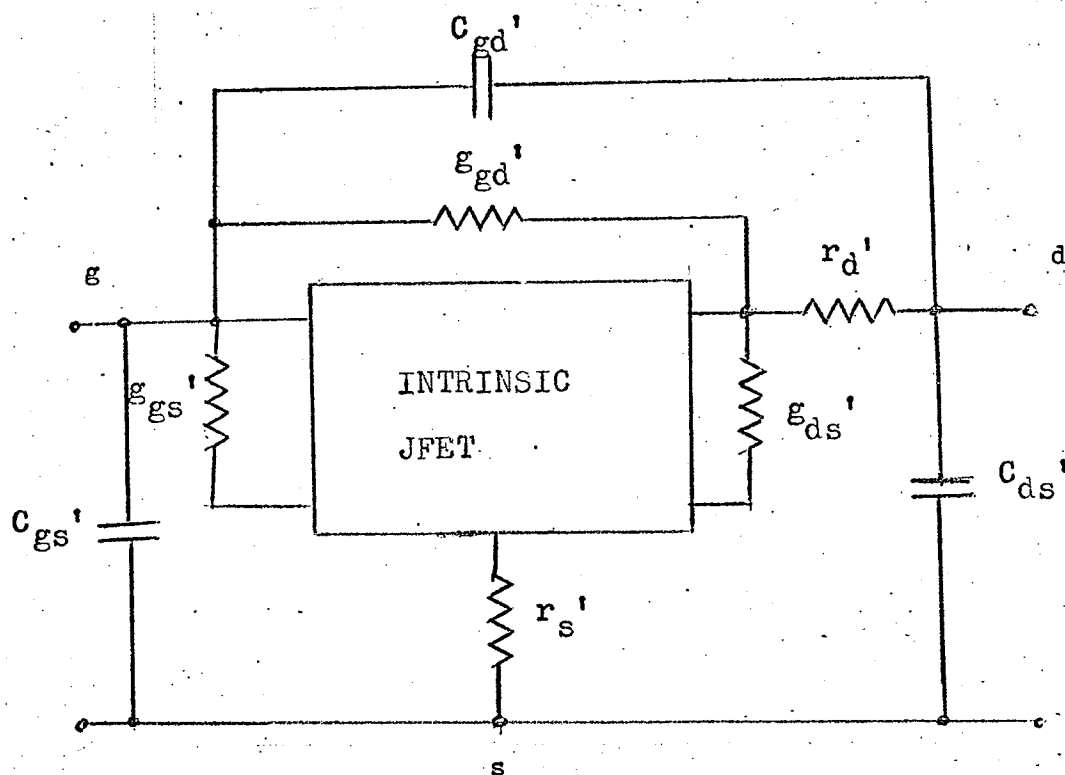 C_gd'
g_gd'
r_d'
d
g
g_gs'
INTRINSIC
JFET
g_ds'
C_gs'
C_ds'
r_s'
s